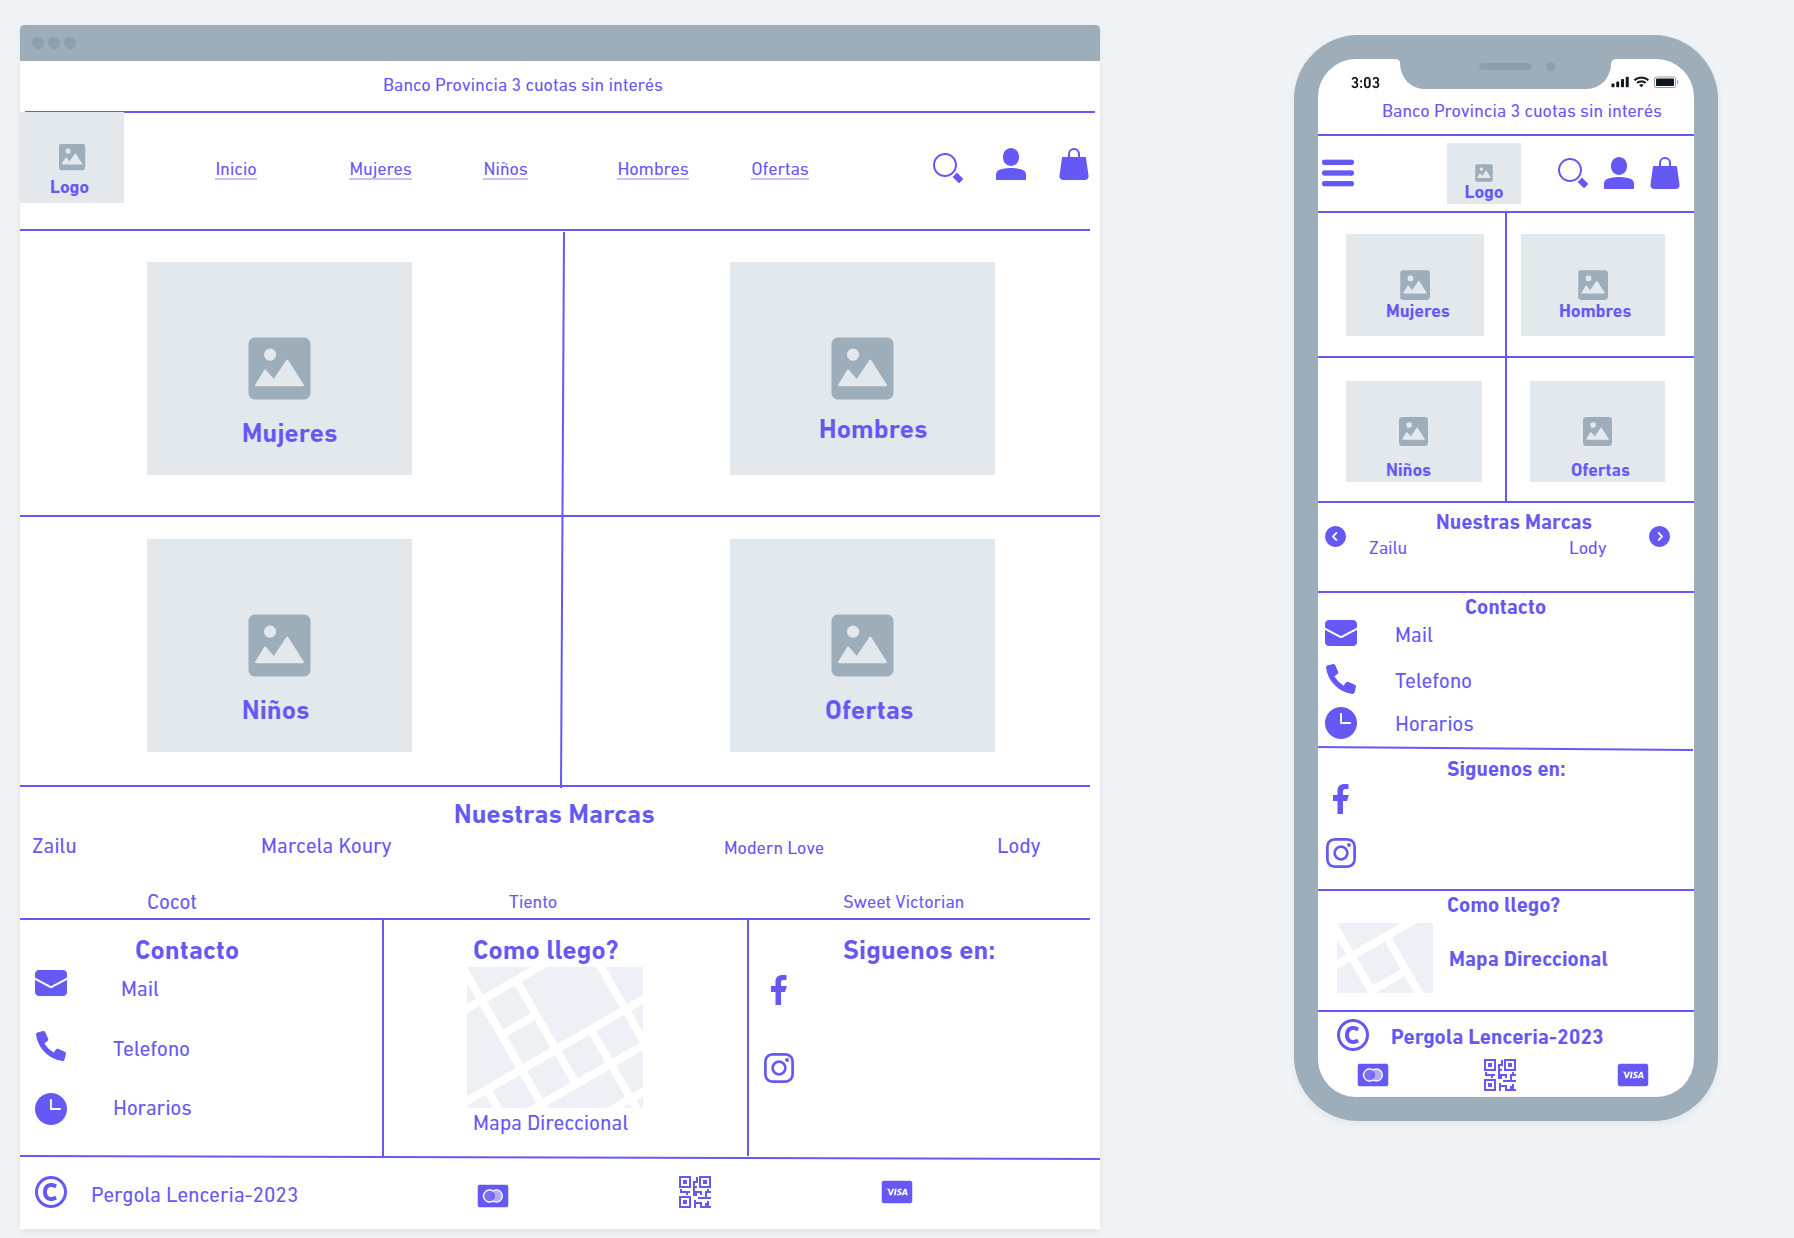 Banco Provincia 3 cuotas sin interés
Logo
Inicio Mujeres Niños Hombres Ofertas
Mujeres Hombres
Niños Ofertas
Nuestras Marcas
Zailu Marcela Koury Modern Love Lody
Cocot Tiento Sweet Victorian
Contacto
Mail
Telefono
Horarios
Como llego?
Mapa Direccional
Siguenos en:
Pergola Lenceria-2023
VISA
3:03
Banco Provincia 3 cuotas sin interés
Logo
Mujeres Hombres
Niños Ofertas
Nuestras Marcas
Zailu Lody
Contacto
Mail
Telefono
Horarios
Siguenos en:
Como llego?
Mapa Direccional
Pergola Lenceria-2023
VISA